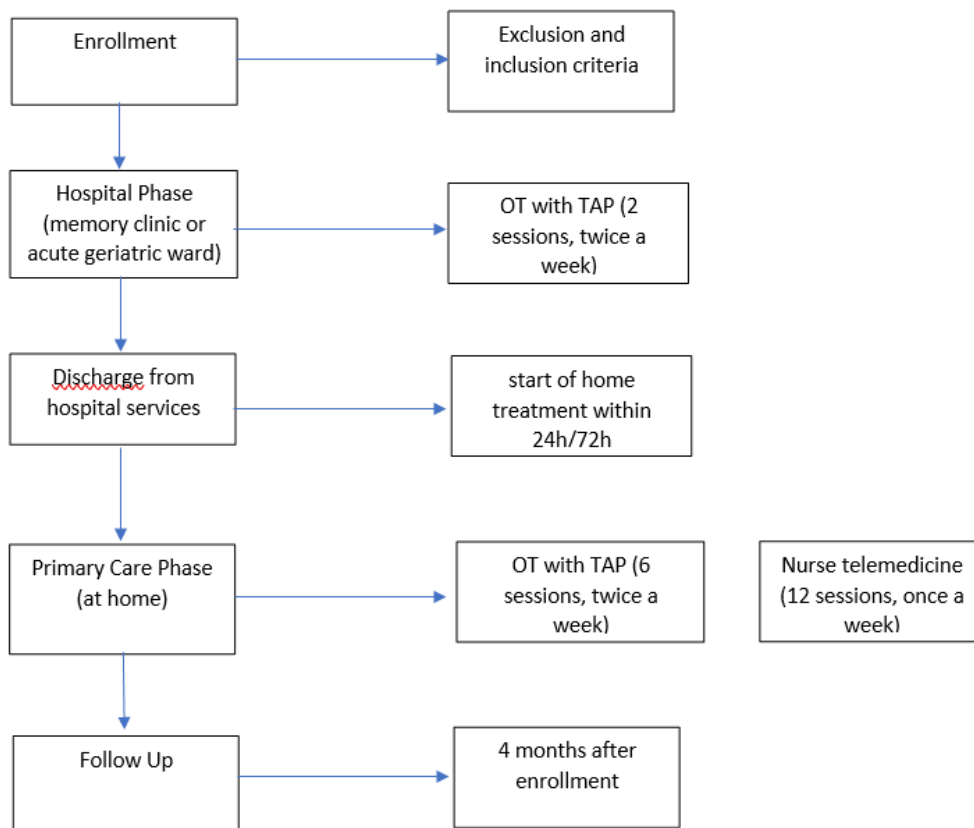 Enrollment
Exclusion and
inclusion criteria
Hospital Phase
(memory clinic or
acute geriatric ward)
OT with TAP (2
sessions, twice a
week)
Discharge from
hospital services
start of home
treatment within
24h/72h
Primary Care Phase
(at home)
OT with TAP (6
sessions, twice a
week)
Nurse telemedicine
(12 sessions, once a
week)
Follow Up
4 months after
enrollment